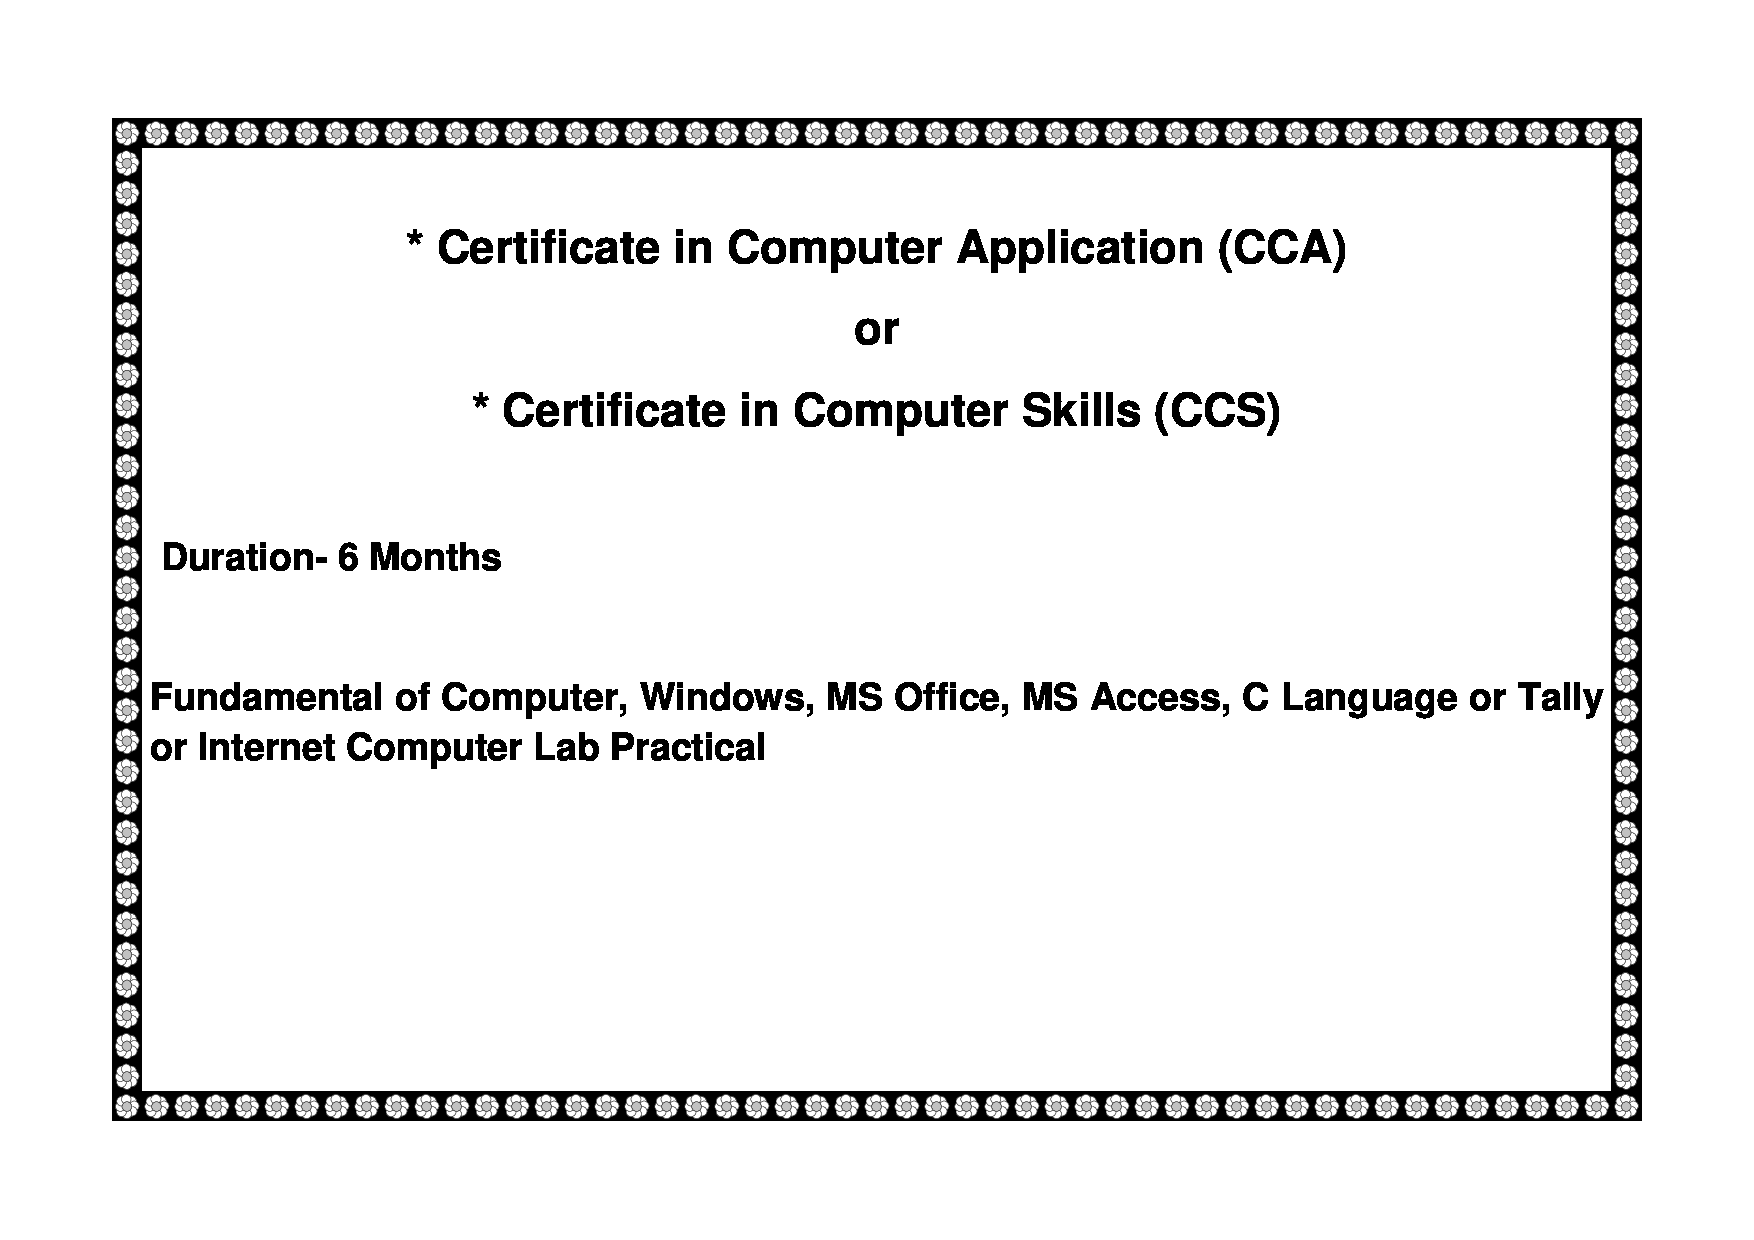 * Certificate in Computer Application (CCA)
or
* Certificate in Computer Skills (CCS)
Duration- 6 Months
Fundamental of Computer, Windows, MS Office, MS Access, C Language or Tally
or Internet Computer Lab Practical